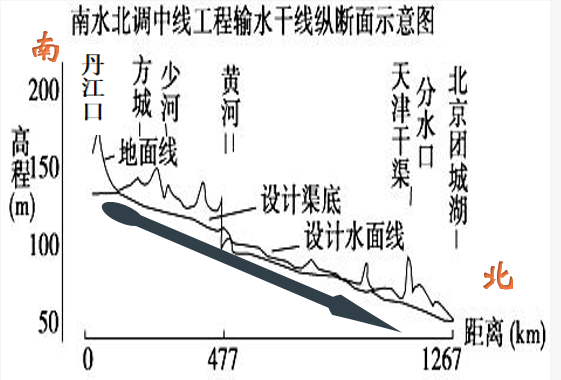 南水北调中线工程输水干线纵断面示意图
南
北
高程(m)
200
150
100
50
丹江口
方城
少河
黄河
天津干渠
分水口
北京团城湖
地面线
设计渠底
设计水面线
0
477
1267
距离(km)